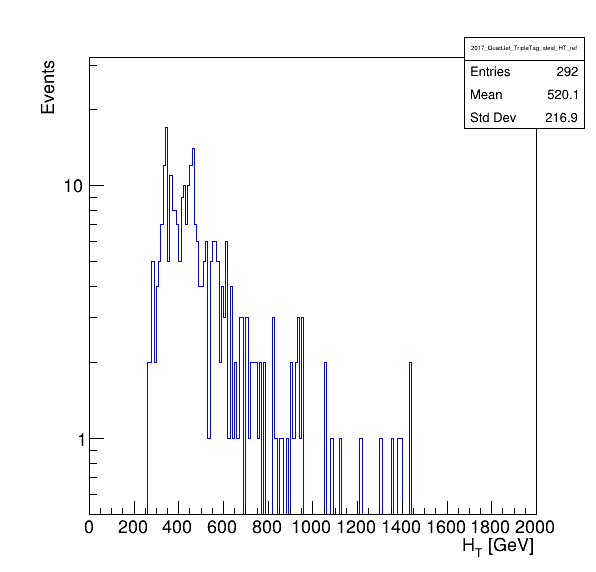 2017_QuadJet_TripleTag_ideal_HT_ref
Entries 292
Mean 520.1
Std Dev 216.9
Events
10
1
0 200 400 600 800 1000 1200 1400 1600 1800 2000
H_T [GeV]